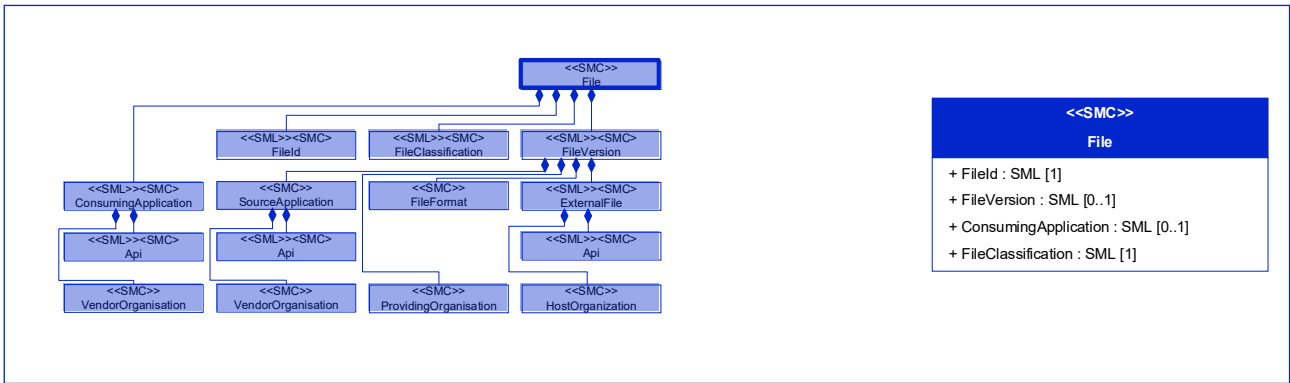 <<SMC>>
File
<<SML>><SMC>
FileId
<<SML>><SMC>
FileClassification
<<SML>><SMC>
FileVersion
<<SML>><SMC>
ConsumingApplication
<<SMC>>
SourceApplication
<<SMC>>
FileFormat
<<SML>><SMC>
ExternalFile
<<SML>><SMC>
Api
<<SML>><SMC>
Api
<<SML>><SMC>
Api
<<SMC>>
VendorOrganisation
<<SMC>>
VendorOrganisation
<<SMC>>
ProvidingOrganisation
<<SMC>>
HostOrganization
<<SMC>>
File
+ FileId : SML [1]
+ FileVersion : SML [0..1]
+ ConsumingApplication : SML [0..1]
+ FileClassification : SML [1]